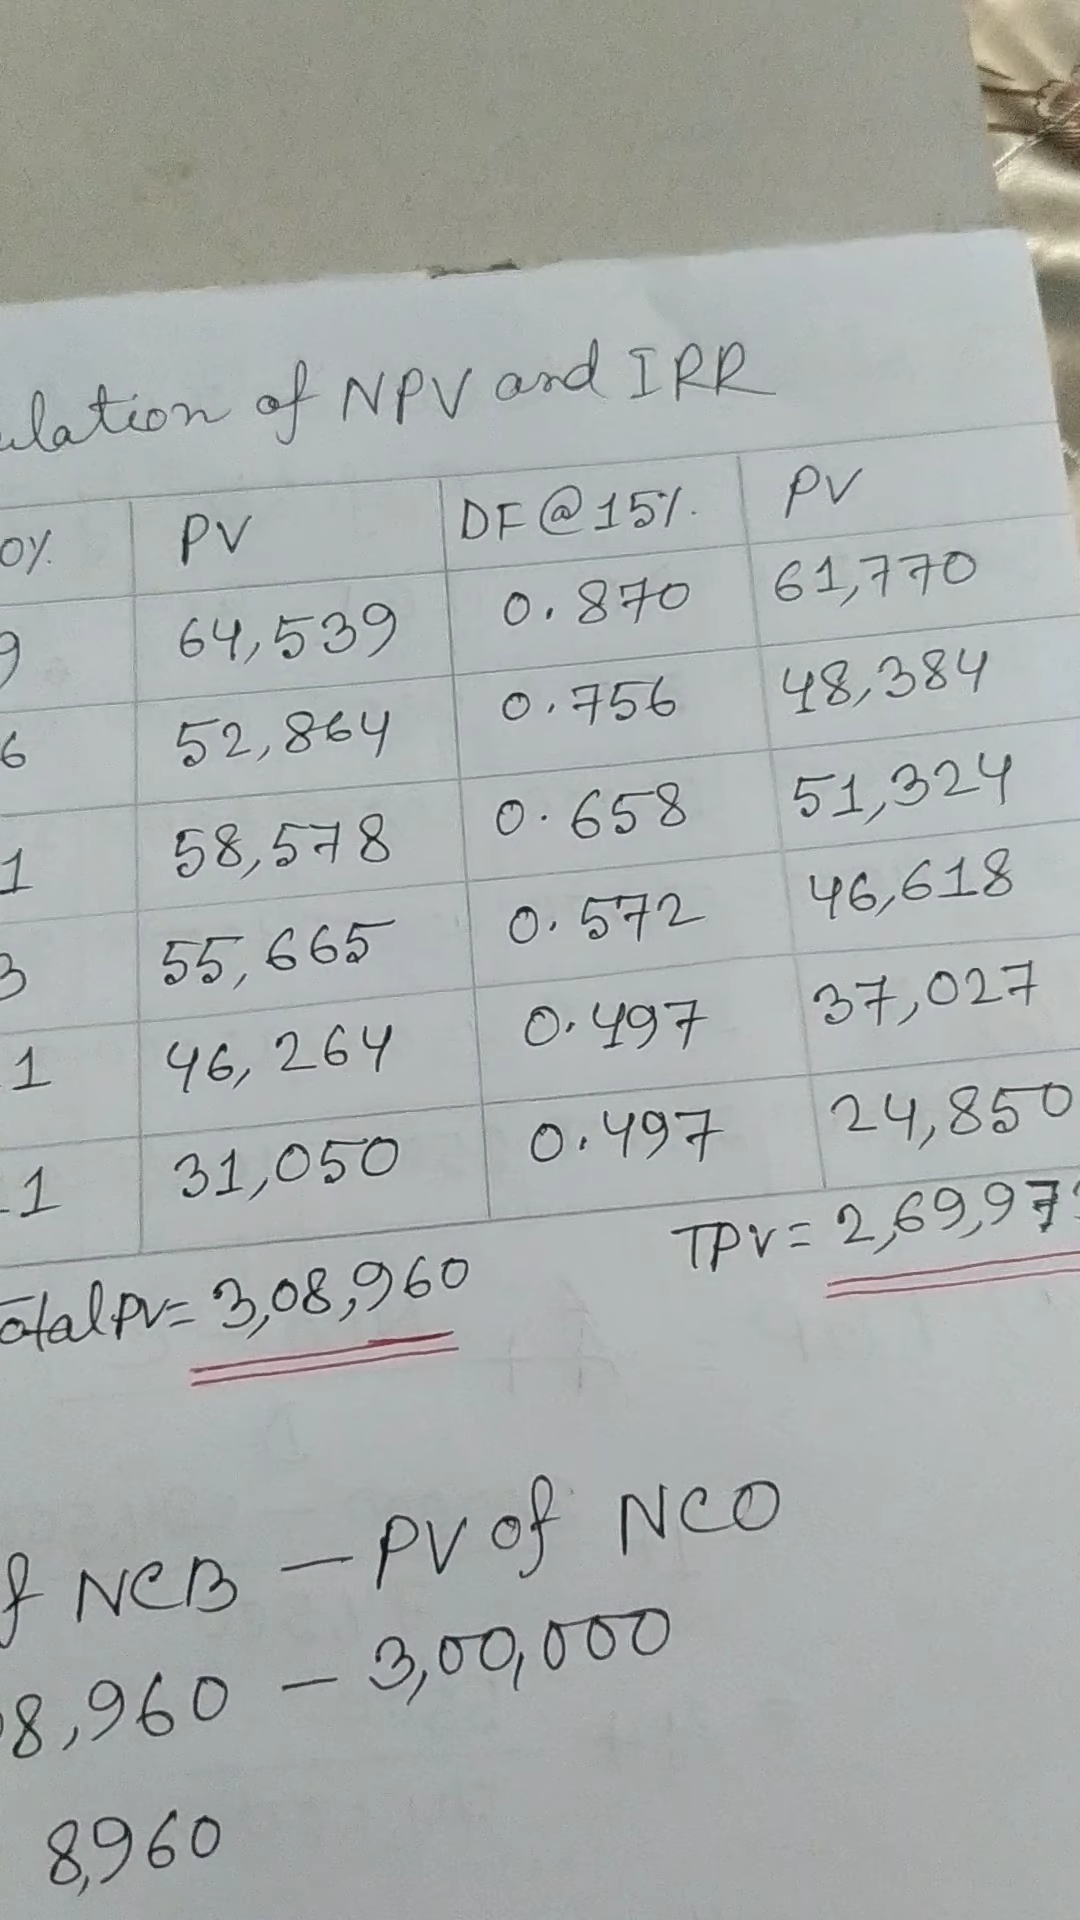 ulation of NPV and IRR
0% PV DF @ 15% PV
9 64,539 0.870 61,770
6 52,864 0.756 48,384
1 58,578 0.658 51,324
3 55,665 0.572 46,618
1 46,264 0.497 37,027
1 31,050 0.497 24,850
otal PV = 3,08,960 TPV = 2,69,973
f NCB – PV of NCO
08,960 – 3,00,000
8,960